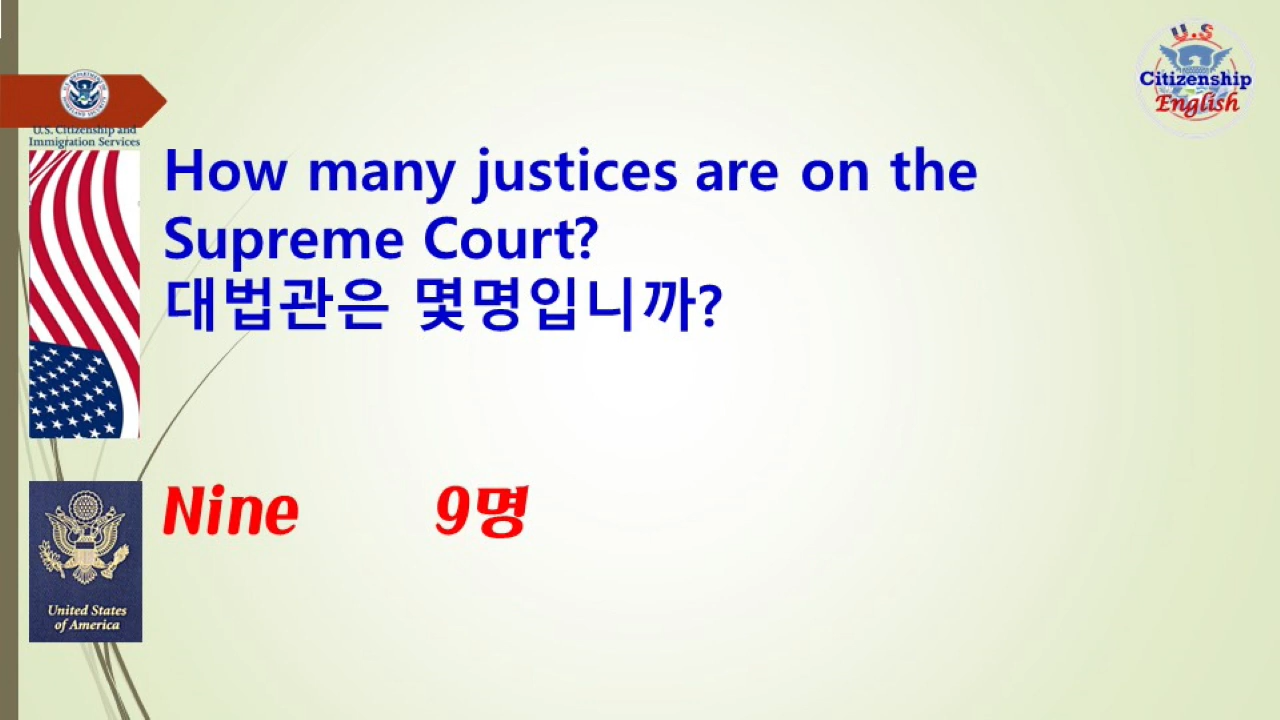 U.S
Citizenship
English
U.S. Citizenship and
Immigration Services
How many justices are on the
Supreme Court?
대법관은 몇명입니까?
Nine 9명
United States
of America